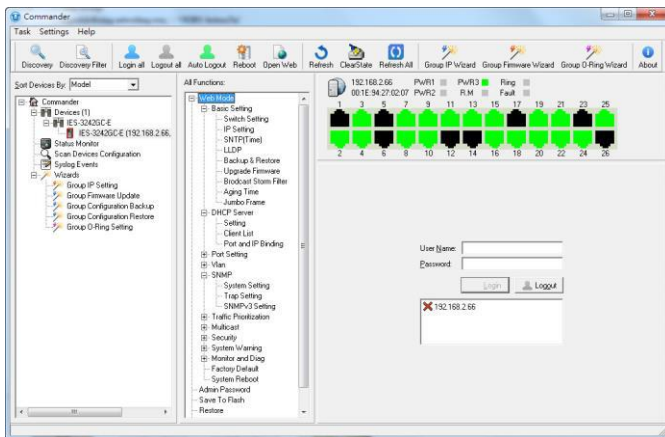 Commander
Task Settings Help
Discovery Discovery Filter Login all Logout all Auto Logout Reboot Open Web Refresh ClearState Refresh All Group IP Wizard Group Firmware Wizard Group O-Ring Wizard About
Sort Devices By: Model
Commander
Devices (1)
IES-3242GC-E
IES-3242GC-E (192.168.2.66,
Status Monitor
Scan Devices Configuration
Syslog Events
Wizards
Group IP Setting
Group Firmware Update
Group Configuration Backup
Group Configuration Restore
Group O-Ring Setting
All Functions:
Web Mode
Basic Setting
Switch Setting
IP Setting
SNTP(Time)
LLDP
Backup & Restore
Upgrade Firmware
Brodcast Storm Filter
Aging Time
Jumbo Frame
DHCP Server
Setting
Client List
Port and IP Binding
Port Setting
Vlan
SNMP
System Setting
Trap Setting
SNMPv3 Setting
Traffic Prioritization
Multicast
Security
System Warning
Monitor and Diag
Factory Default
System Reboot
Admin Password
Save To Flash
Restore
192.168.2.66 PWR1 PWR3 Ring
00:1E:94:27:02:07 PWR2 R.M Fault
1 3 5 7 9 11 13 15 17 19 21 23 25
2 4 6 8 10 12 14 16 18 20 22 24 26
User Name:
Password:
Login Logout
192.168.2.66